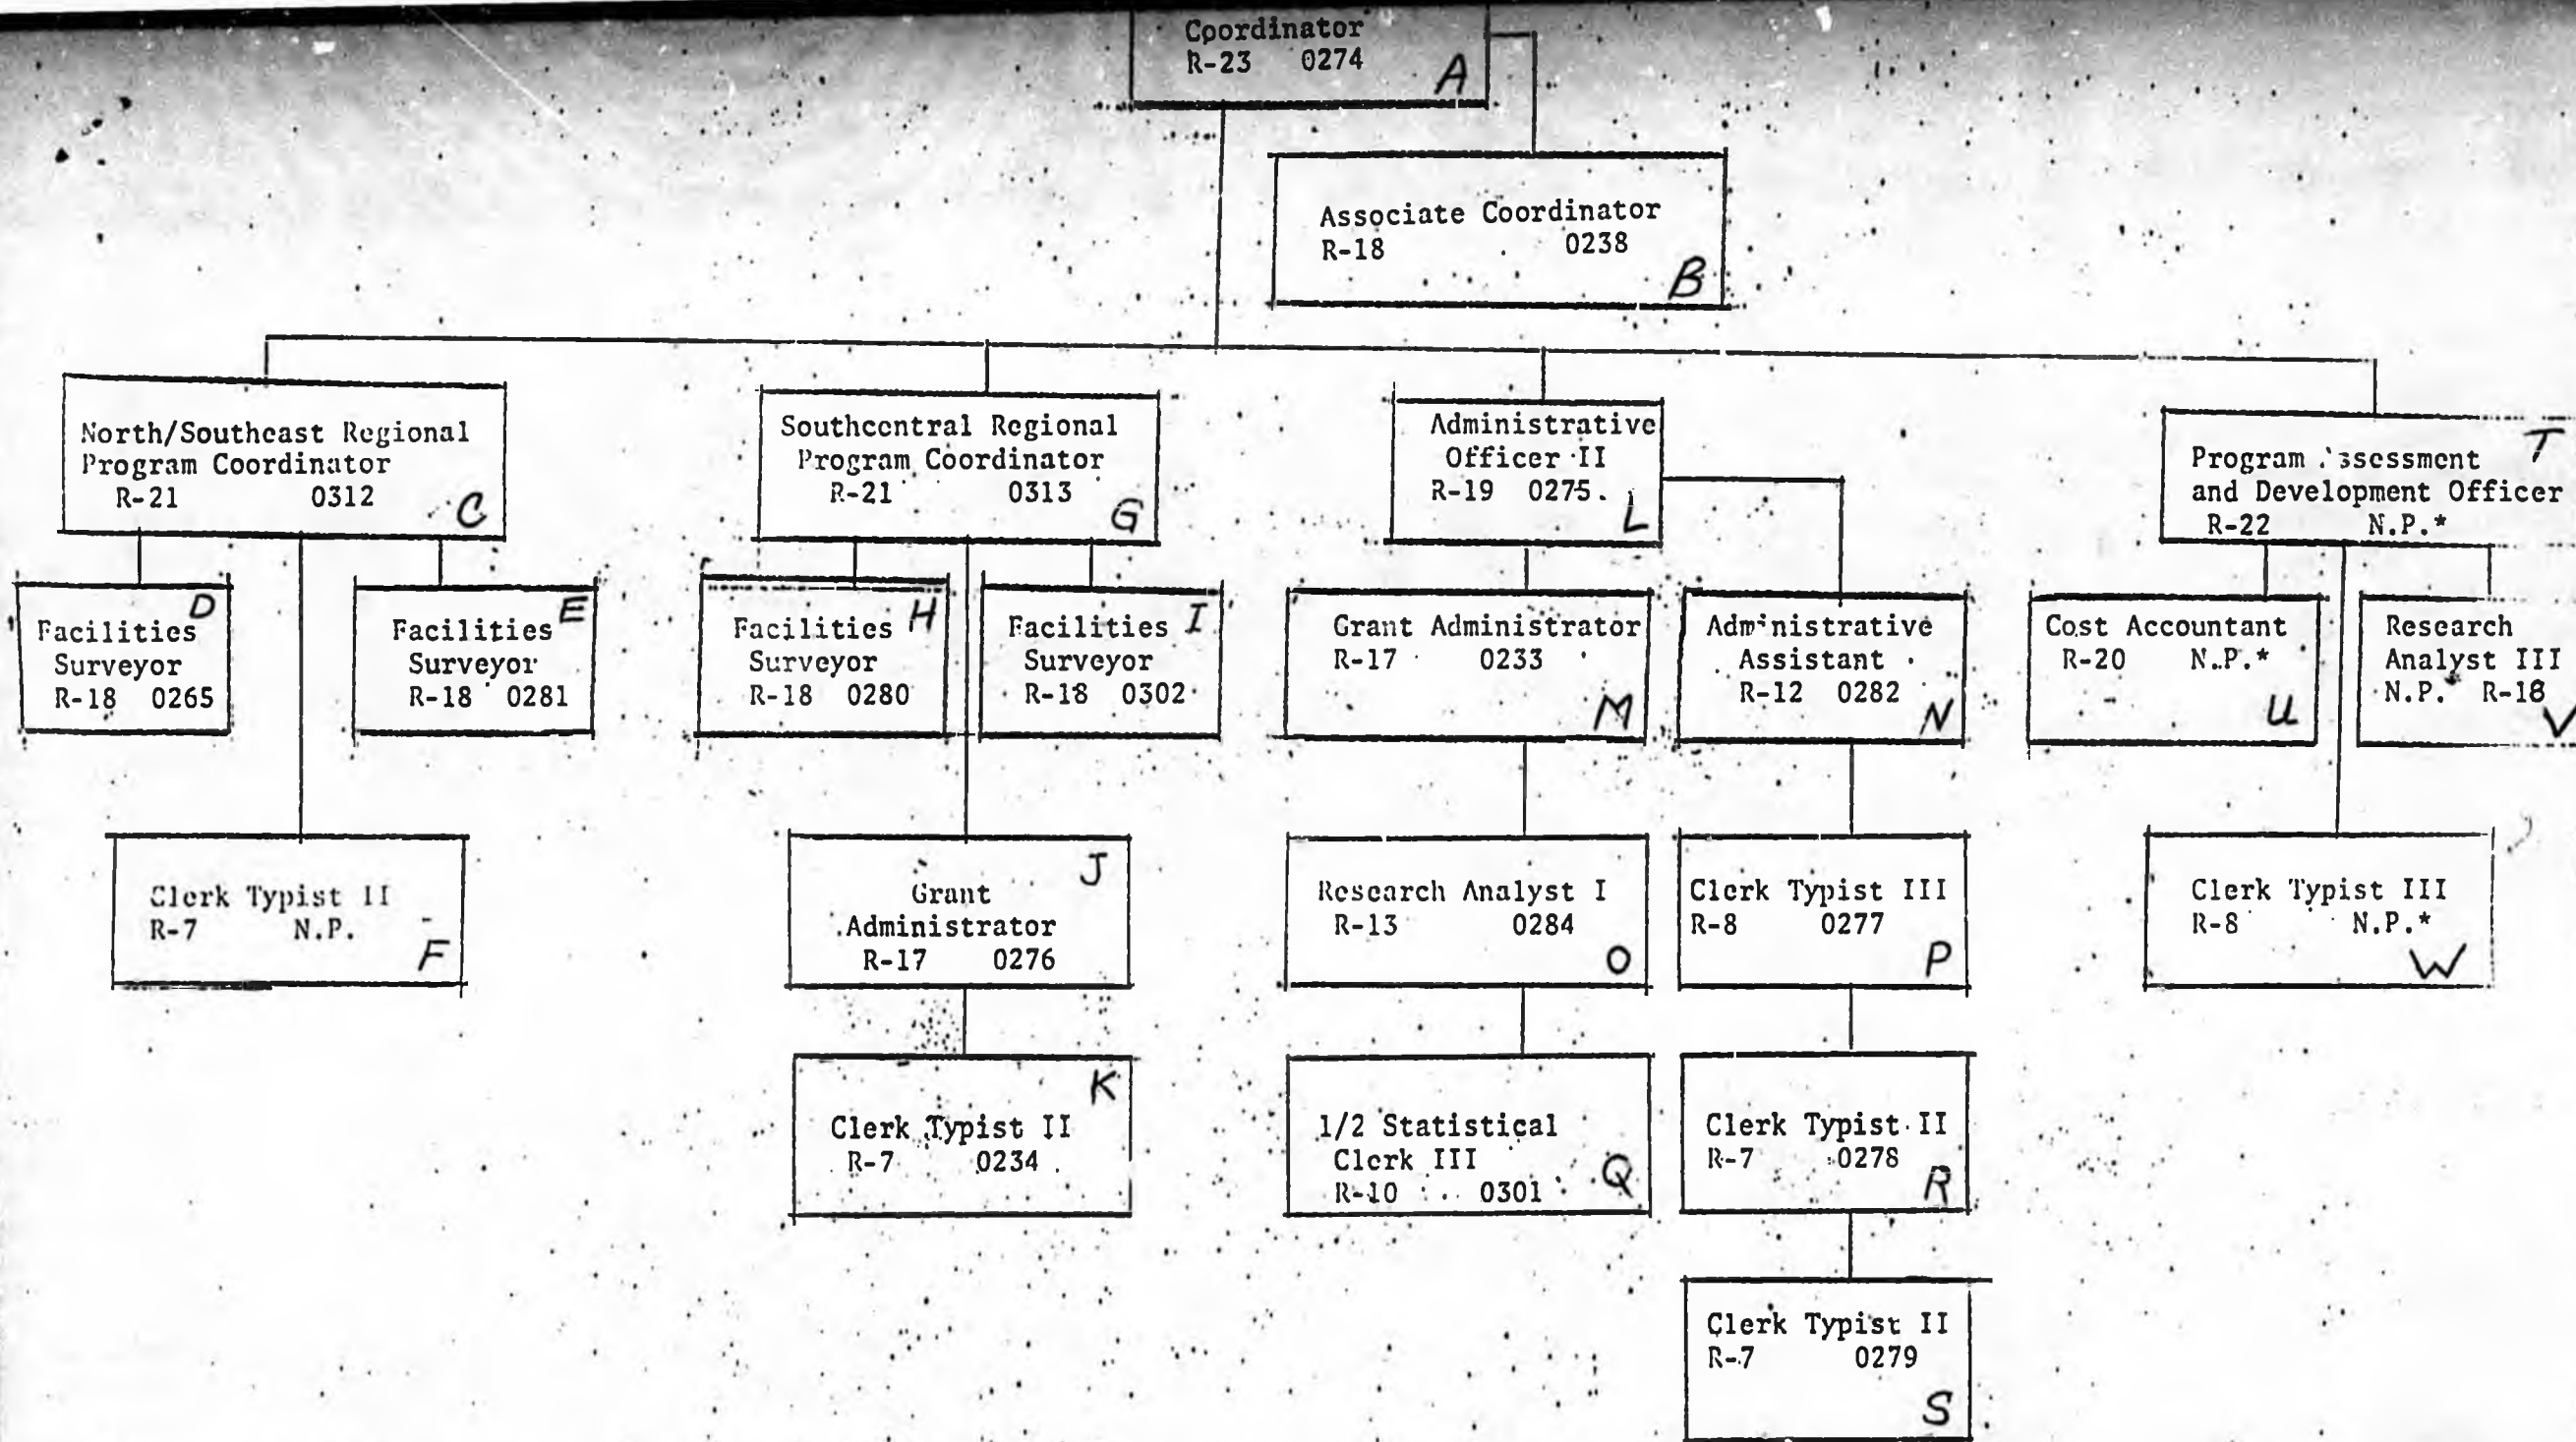 Coordinator
R-23 0274
A
Associate Coordinator
R-18 0238
B
North/Southeast Regional
Program Coordinator
R-21 0312
C
Southcentral Regional
Program Coordinator
R-21 0313
G
Administrative
Officer II
R-19 0275
L
T
Program Assessment
and Development Officer
R-22 N.P.*
D
Facilities
Surveyor
R-18 0265
E
Facilities
Surveyor
R-18 0281
H
Facilities
Surveyor
R-18 0280
I
Facilities
Surveyor
R-18 0302
Grant Administrator
R-17 0233
M
Administrative
Assistant
R-12 0282
N
Cost Accountant
R-20 N.P.*
U
Research
Analyst III
N.P.* R-18
V
Clerk Typist II
R-7 N.P.
F
J
Grant
Administrator
R-17 0276
Research Analyst I
R-13 0284
O
Clerk Typist III
R-8 0277
P
Clerk Typist III
R-8 N.P.*
W
K
Clerk Typist II
R-7 0234
1/2 Statistical
Clerk III
R-10 0301
Q
Clerk Typist II
R-7 0278
R
Clerk Typist II
R-7 0279
S